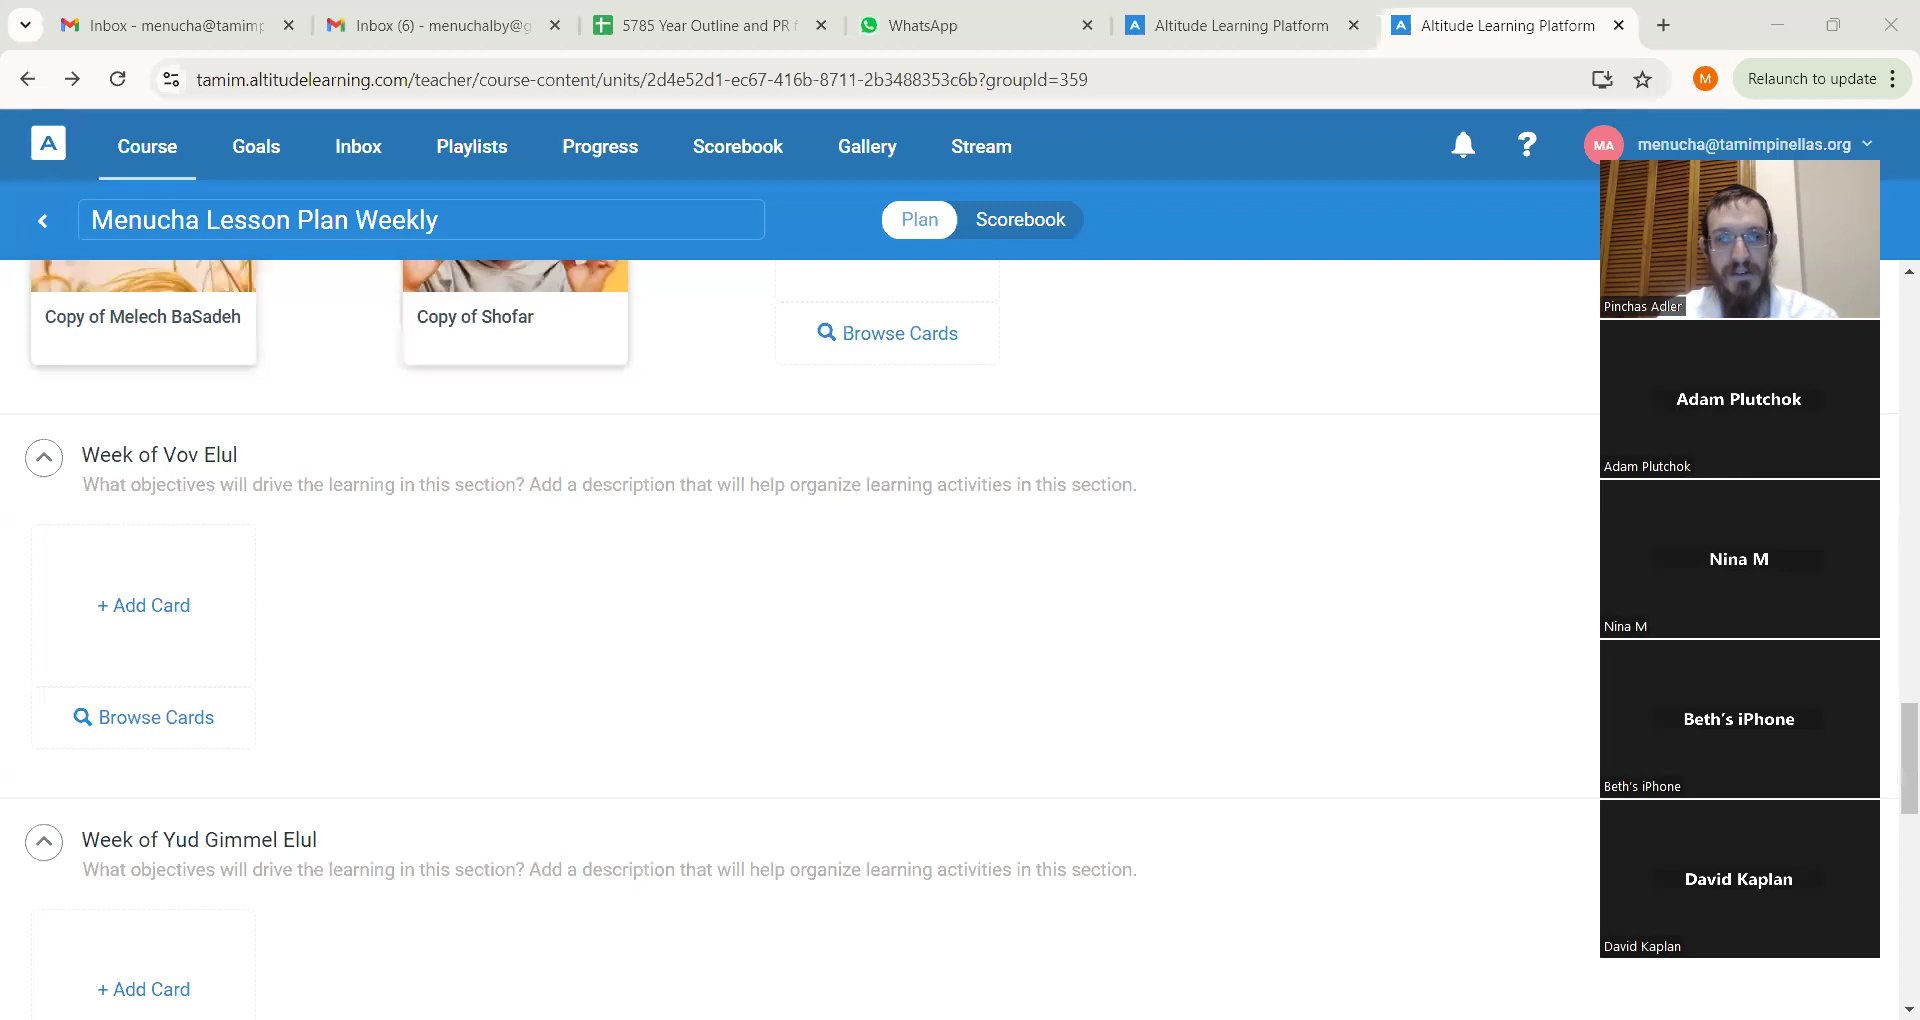 Inbox - menucha@tamimp
Inbox (6) - menuchalby@g
5785 Year Outline and PR f
WhatsApp
Altitude Learning Platform
Altitude Learning Platform
tamim.altitudelearning.com/teacher/course-content/units/2d4e52d1-ec67-416b-8711-2b3488353c6b?groupId=359
M
Relaunch to update
A
Course
Goals
Inbox
Playlists
Progress
Scorebook
Gallery
Stream
?
MA
menucha@tamimpinellas.org
Menucha Lesson Plan Weekly
Plan
Scorebook
Copy of Melech BaSadeh
Copy of Shofar
Browse Cards
Week of Vov Elul
What objectives will drive the learning in this section? Add a description that will help organize learning activities in this section.
+ Add Card
Browse Cards
Week of Yud Gimmel Elul
What objectives will drive the learning in this section? Add a description that will help organize learning activities in this section.
+ Add Card
Pinchas Adler
Adam Plutchok
Adam Plutchok
Nina M
Nina M
Beth's iPhone
Beth's iPhone
David Kaplan
David Kaplan